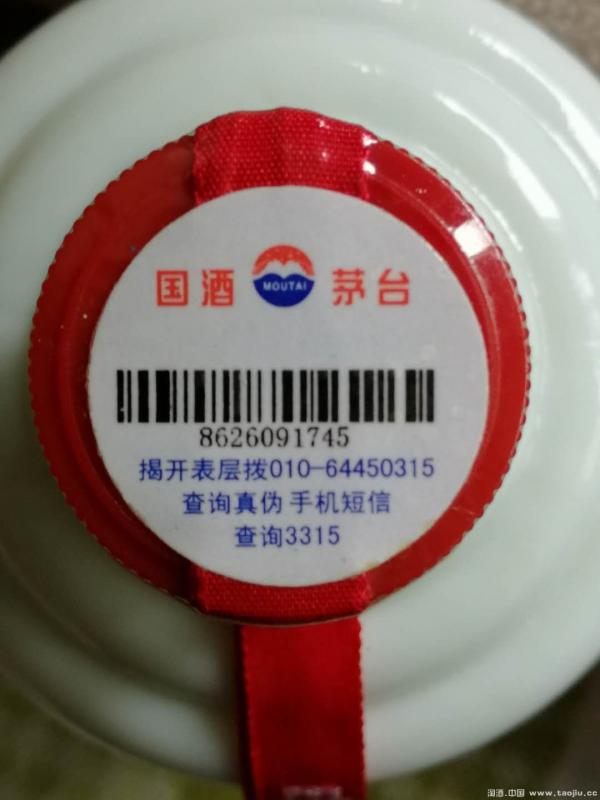 国酒 MOUTAI 茅台
8626091745
揭开表层拨010-64450315
查询真伪 手机短信
查询3315
淘酒.中国 www.taojiu.cc